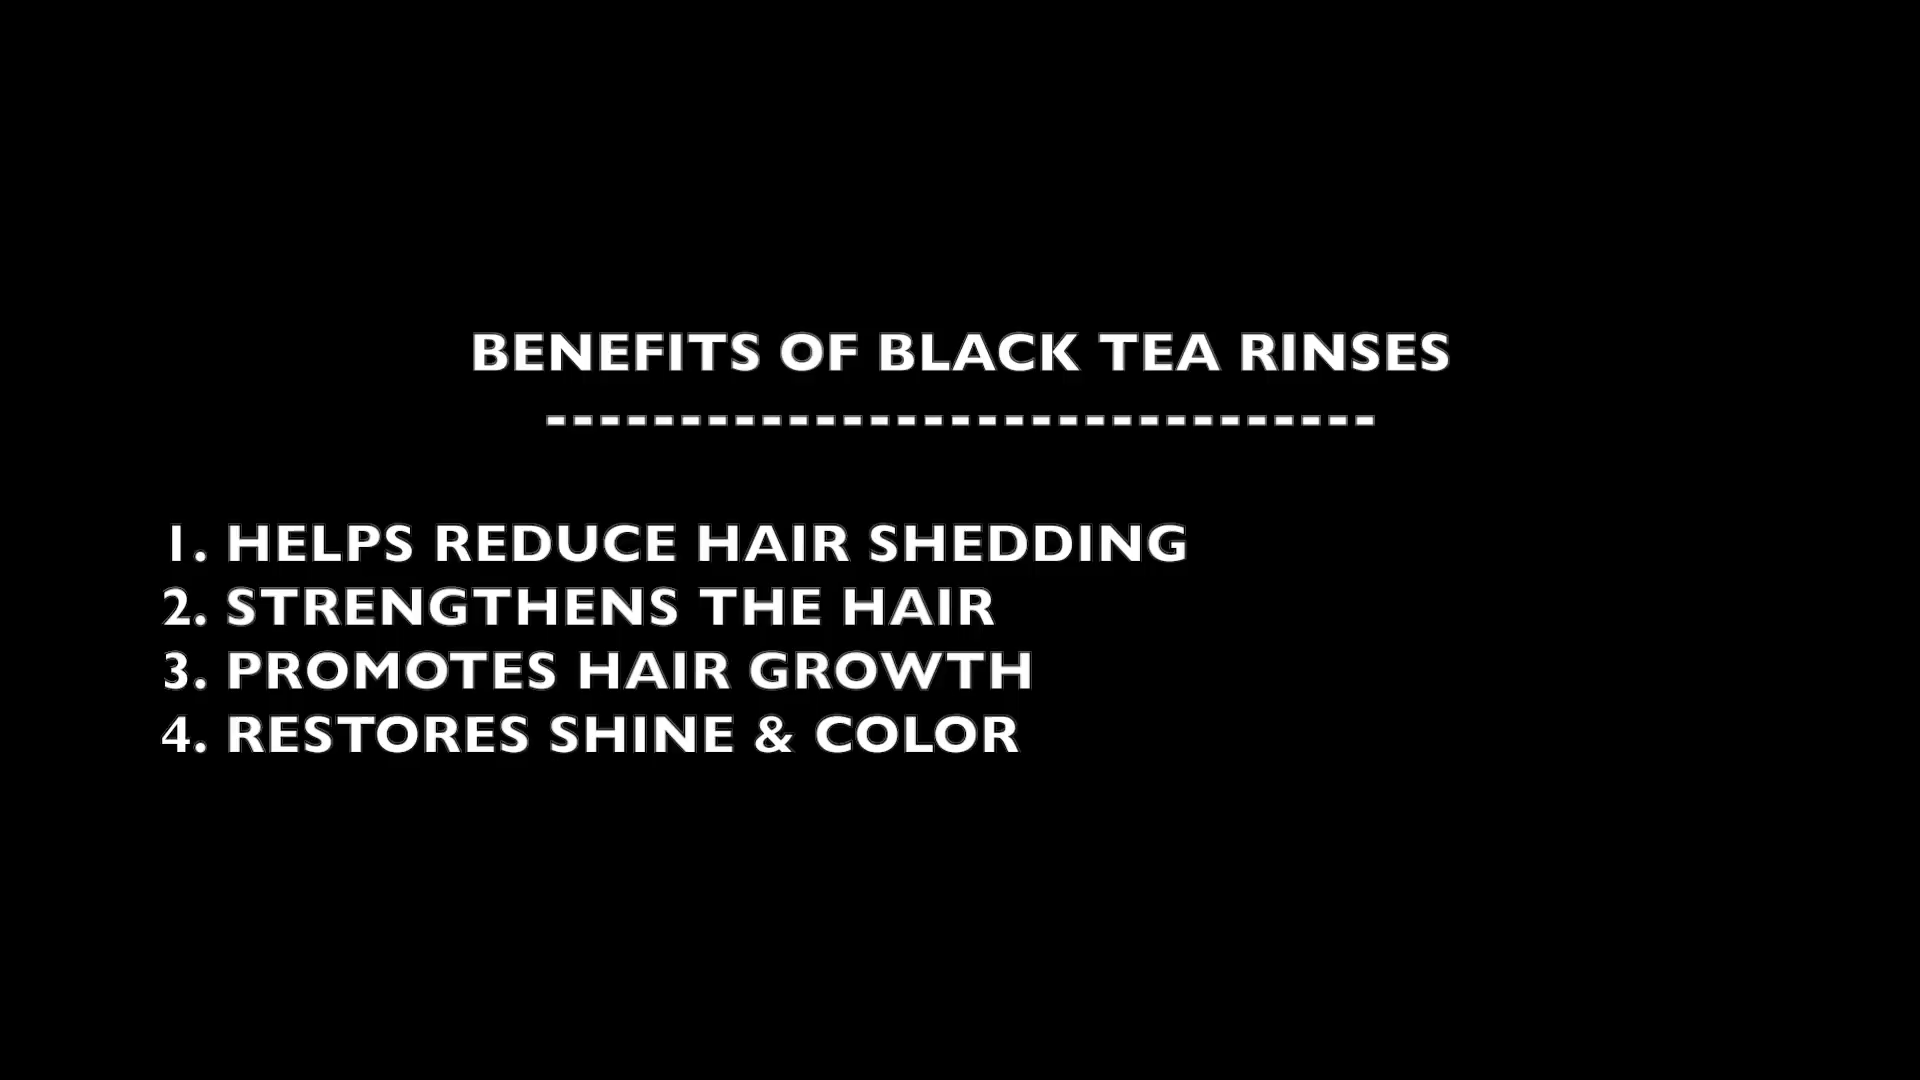 BENEFITS OF BLACK TEA RINSES
-------------------------------
1. HELPS REDUCE HAIR SHEDDING
2. STRENGTHENS THE HAIR
3. PROMOTES HAIR GROWTH
4. RESTORES SHINE & COLOR